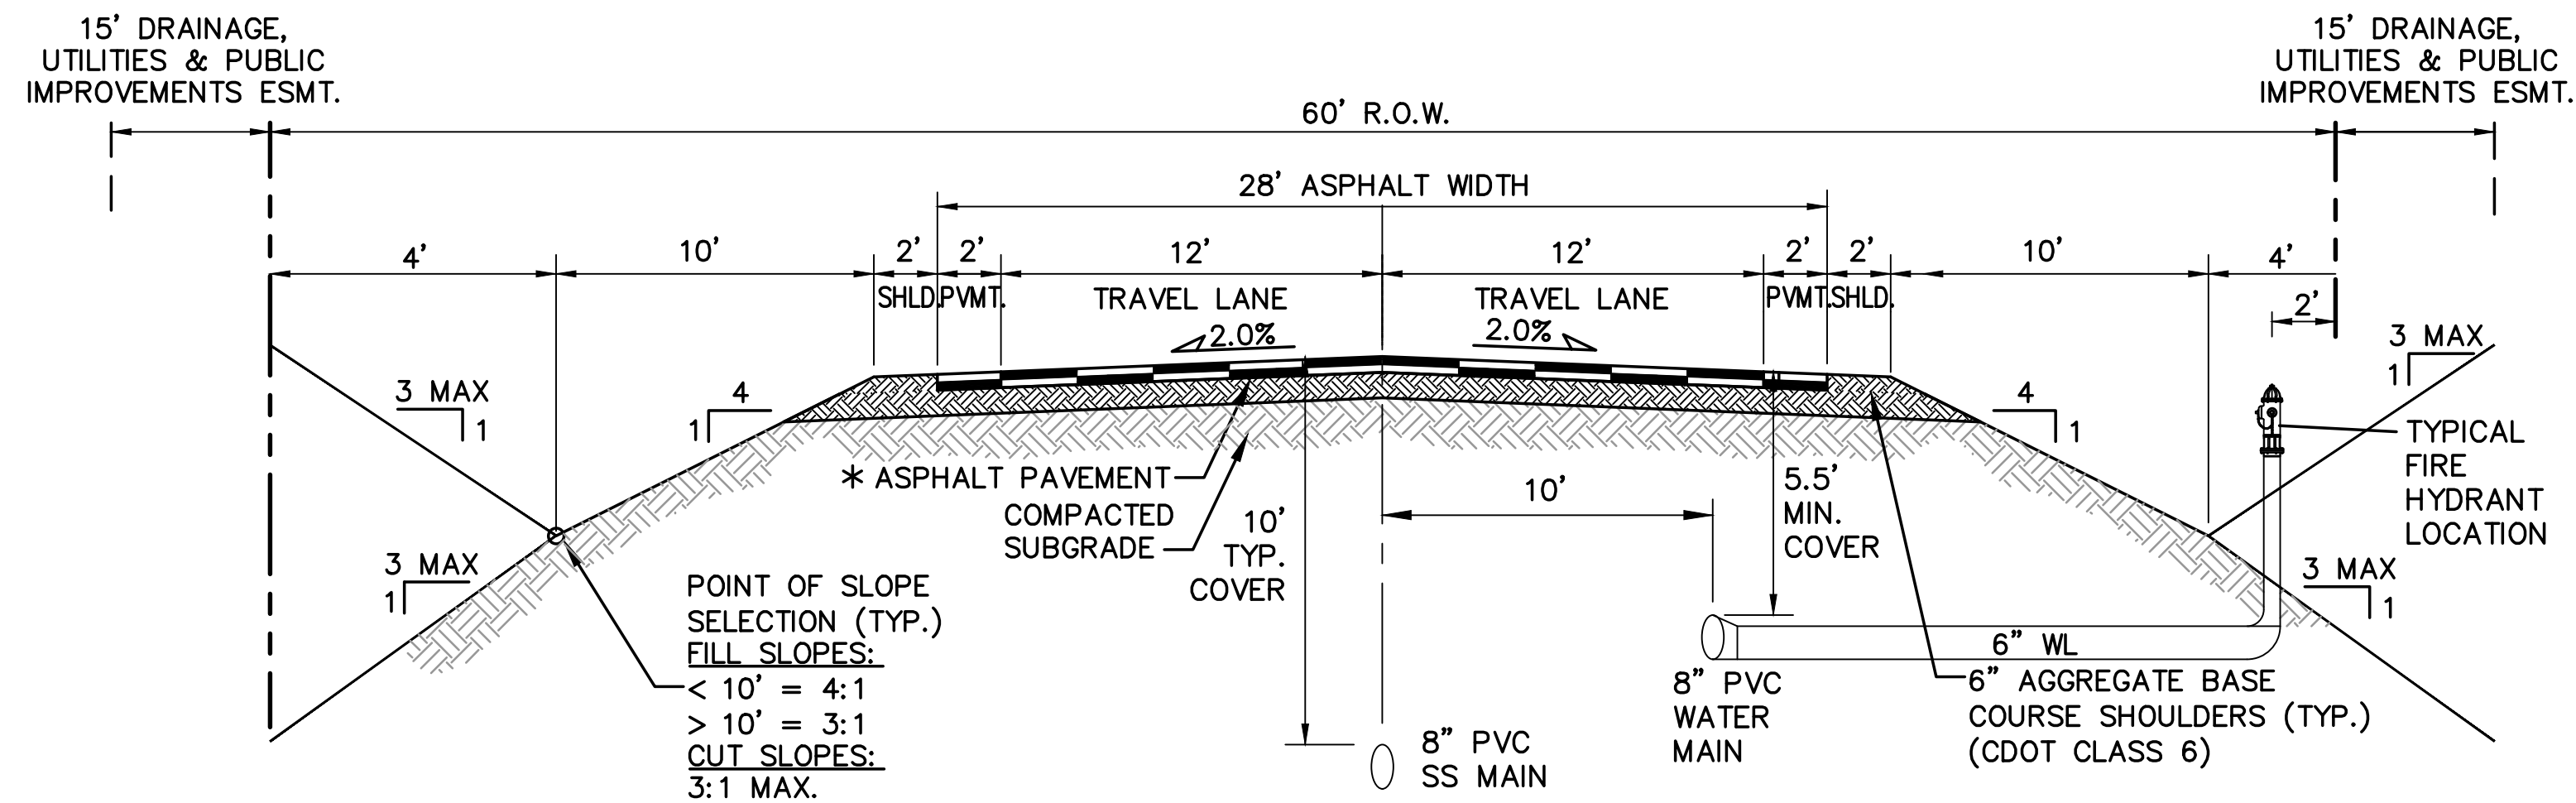 15' DRAINAGE,
UTILITIES & PUBLIC
IMPROVEMENTS ESMT.
15' DRAINAGE,
UTILITIES & PUBLIC
IMPROVEMENTS ESMT.
60' R.O.W.
28' ASPHALT WIDTH
4'
10'
2'
2'
12'
12'
2'
2'
10'
4'
SHLD.
PVMT.
TRAVEL LANE
TRAVEL LANE
PVMT.
SHLD.
2'
2.0%
2.0%
3 MAX
1
4
1
4
1
3 MAX
1
TYPICAL
FIRE
HYDRANT
LOCATION
* ASPHALT PAVEMENT
COMPACTED
SUBGRADE
10'
TYP.
COVER
10'
5.5'
MIN.
COVER
3 MAX
1
3 MAX
1
POINT OF SLOPE
SELECTION (TYP.)
FILL SLOPES:
< 10' = 4:1
> 10' = 3:1
CUT SLOPES:
3:1 MAX.
8" PVC
SS MAIN
8" PVC
WATER
MAIN
6" WL
6" AGGREGATE BASE
COURSE SHOULDERS (TYP.)
(CDOT CLASS 6)